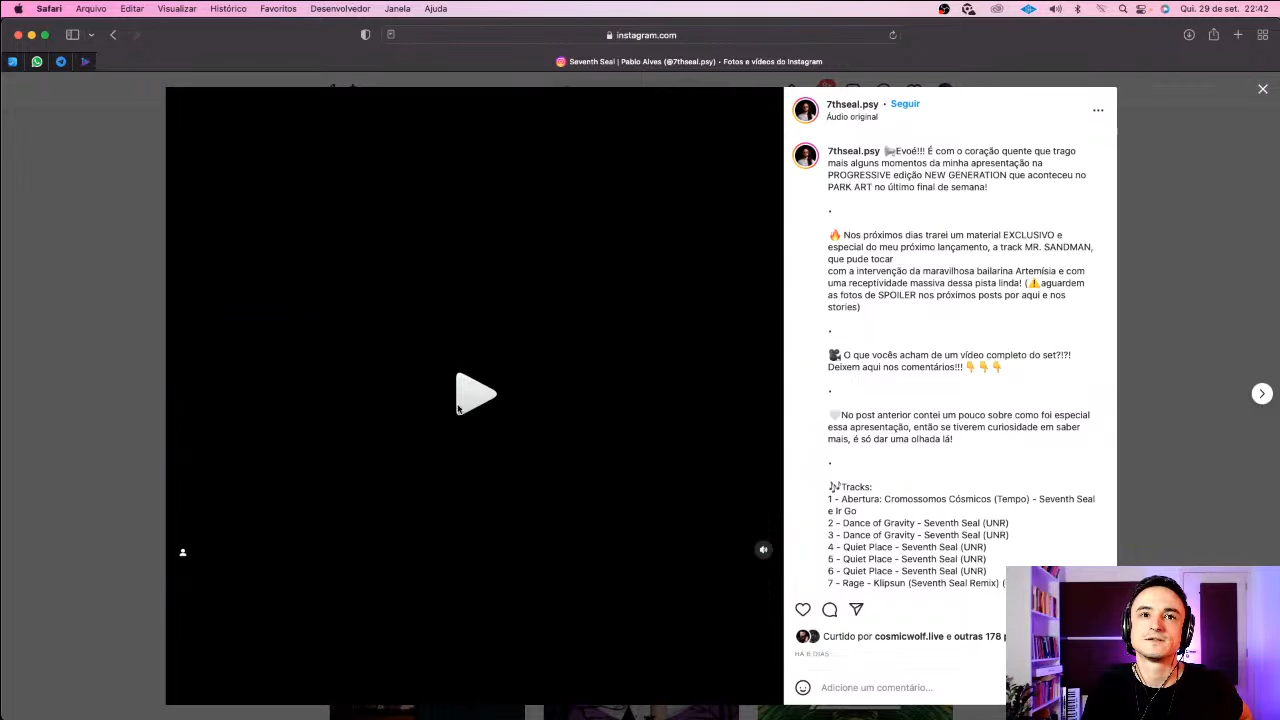 Safari Arquivo Editar Visualizar Histórico Favoritos Desenvolvedor Janela Ajuda Qui. 29 de set. 22:42
instagram.com
Seventh Seal | Pablo Alves (@7thseal.psy) • Fotos e vídeos do Instagram
7thseal.psy • Seguir
Áudio original
7thseal.psy Evoé!!! É com o coração quente que trago
mais alguns momentos da minha apresentação na
PROGRESSIVE edição NEW GENERATION que aconteceu no
PARK ART no último final de semana!
.
🔥 Nos próximos dias trarei um material EXCLUSIVO e
especial do meu próximo lançamento, a track MR. SANDMAN,
que pude tocar
com a intervenção da maravilhosa bailarina Artemísia e com
uma receptividade massiva dessa pista linda! (⚠️aguardem
as fotos de SPOILER nos próximos posts por aqui e nos
stories)
.
🎥 O que vocês acham de um vídeo completo do set?!?!
Deixem aqui nos comentários!!! 👇👇👇
.
🤍No post anterior contei um pouco sobre como foi especial
essa apresentação, então se tiverem curiosidade em saber
mais, é só dar uma olhada lá!
.
🎶Tracks:
1 - Abertura: Cromossomos Cósmicos (Tempo) - Seventh Seal
e Ir Go
2 - Dance of Gravity - Seventh Seal (UNR)
3 - Dance of Gravity - Seventh Seal (UNR)
4 - Quiet Place - Seventh Seal (UNR)
5 - Quiet Place - Seventh Seal (UNR)
6 - Quiet Place - Seventh Seal (UNR)
7 - Rage - Klipsun (Seventh Seal Remix) (
Curtido por cosmicwolf.live e outras 178
HÁ 6 DIAS
Adicione um comentário...